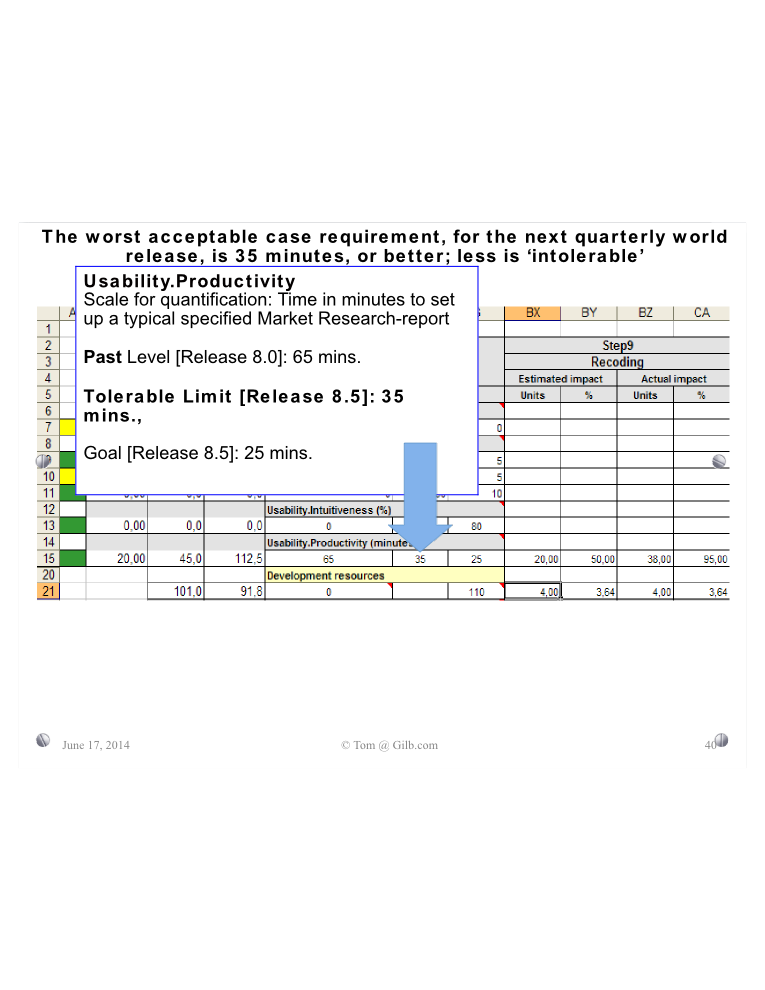 The worst acceptable case requirement, for the next quarterly world
release, is 35 minutes, or better; less is ‘intolerable’
Usability.Productivity
Scale for quantification: Time in minutes to set
up a typical specified Market Research-report
Past Level [Release 8.0]: 65 mins.
Tolerable Limit [Release 8.5]: 35
mins.,
Goal [Release 8.5]: 25 mins.
A BX BY BZ CA
1
2 Step9
3 Recoding
4 Estimated impact Actual impact
5 Units % Units %
6
7 0
8
5
10 5
11 10
12 Usability.Intuitiveness (%)
13 0,00 0,0 0,0 0 80
14 Usability.Productivity (minutes
15 20,00 45,0 112,5 65 35 25 20,00 50,00 38,00 95,00
20 Development resources
21 101,0 91,8 0 110 4,00 3,64 4,00 3,64
June 17, 2014 © Tom @ Gilb.com 40